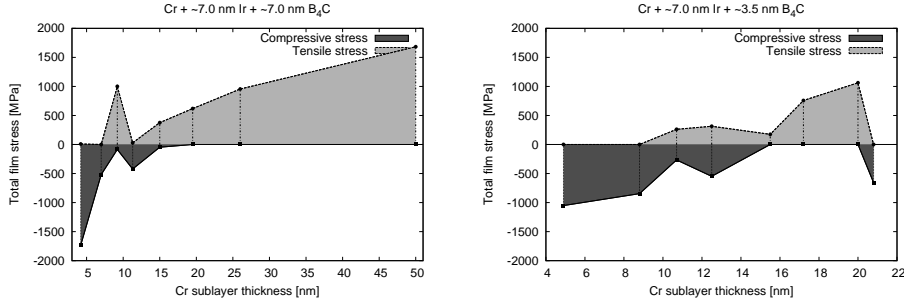 Cr + ~7.0 nm Ir + ~7.0 nm B4C
Total film stress [MPa]
2000
1500
1000
500
0
-500
-1000
-1500
-2000
Compressive stress
Tensile stress
5 10 15 20 25 30 35 40 45 50
Cr sublayer thickness [nm]
Cr + ~7.0 nm Ir + ~3.5 nm B4C
Total film stress [MPa]
2000
1500
1000
500
0
-500
-1000
-1500
-2000
Compressive stress
Tensile stress
4 6 8 10 12 14 16 18 20 22
Cr sublayer thickness [nm]